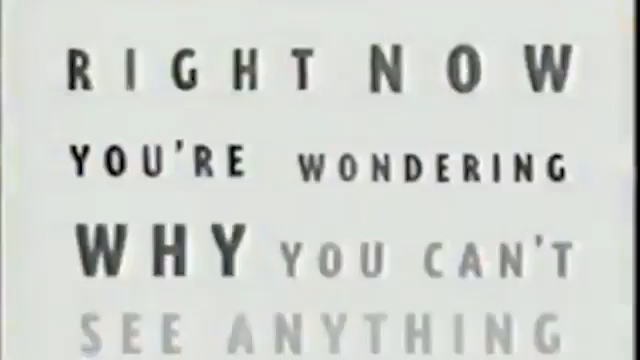 RIGHT NOW
YOU'RE WONDERING
WHY YOU CAN'T
SEE ANYTHING